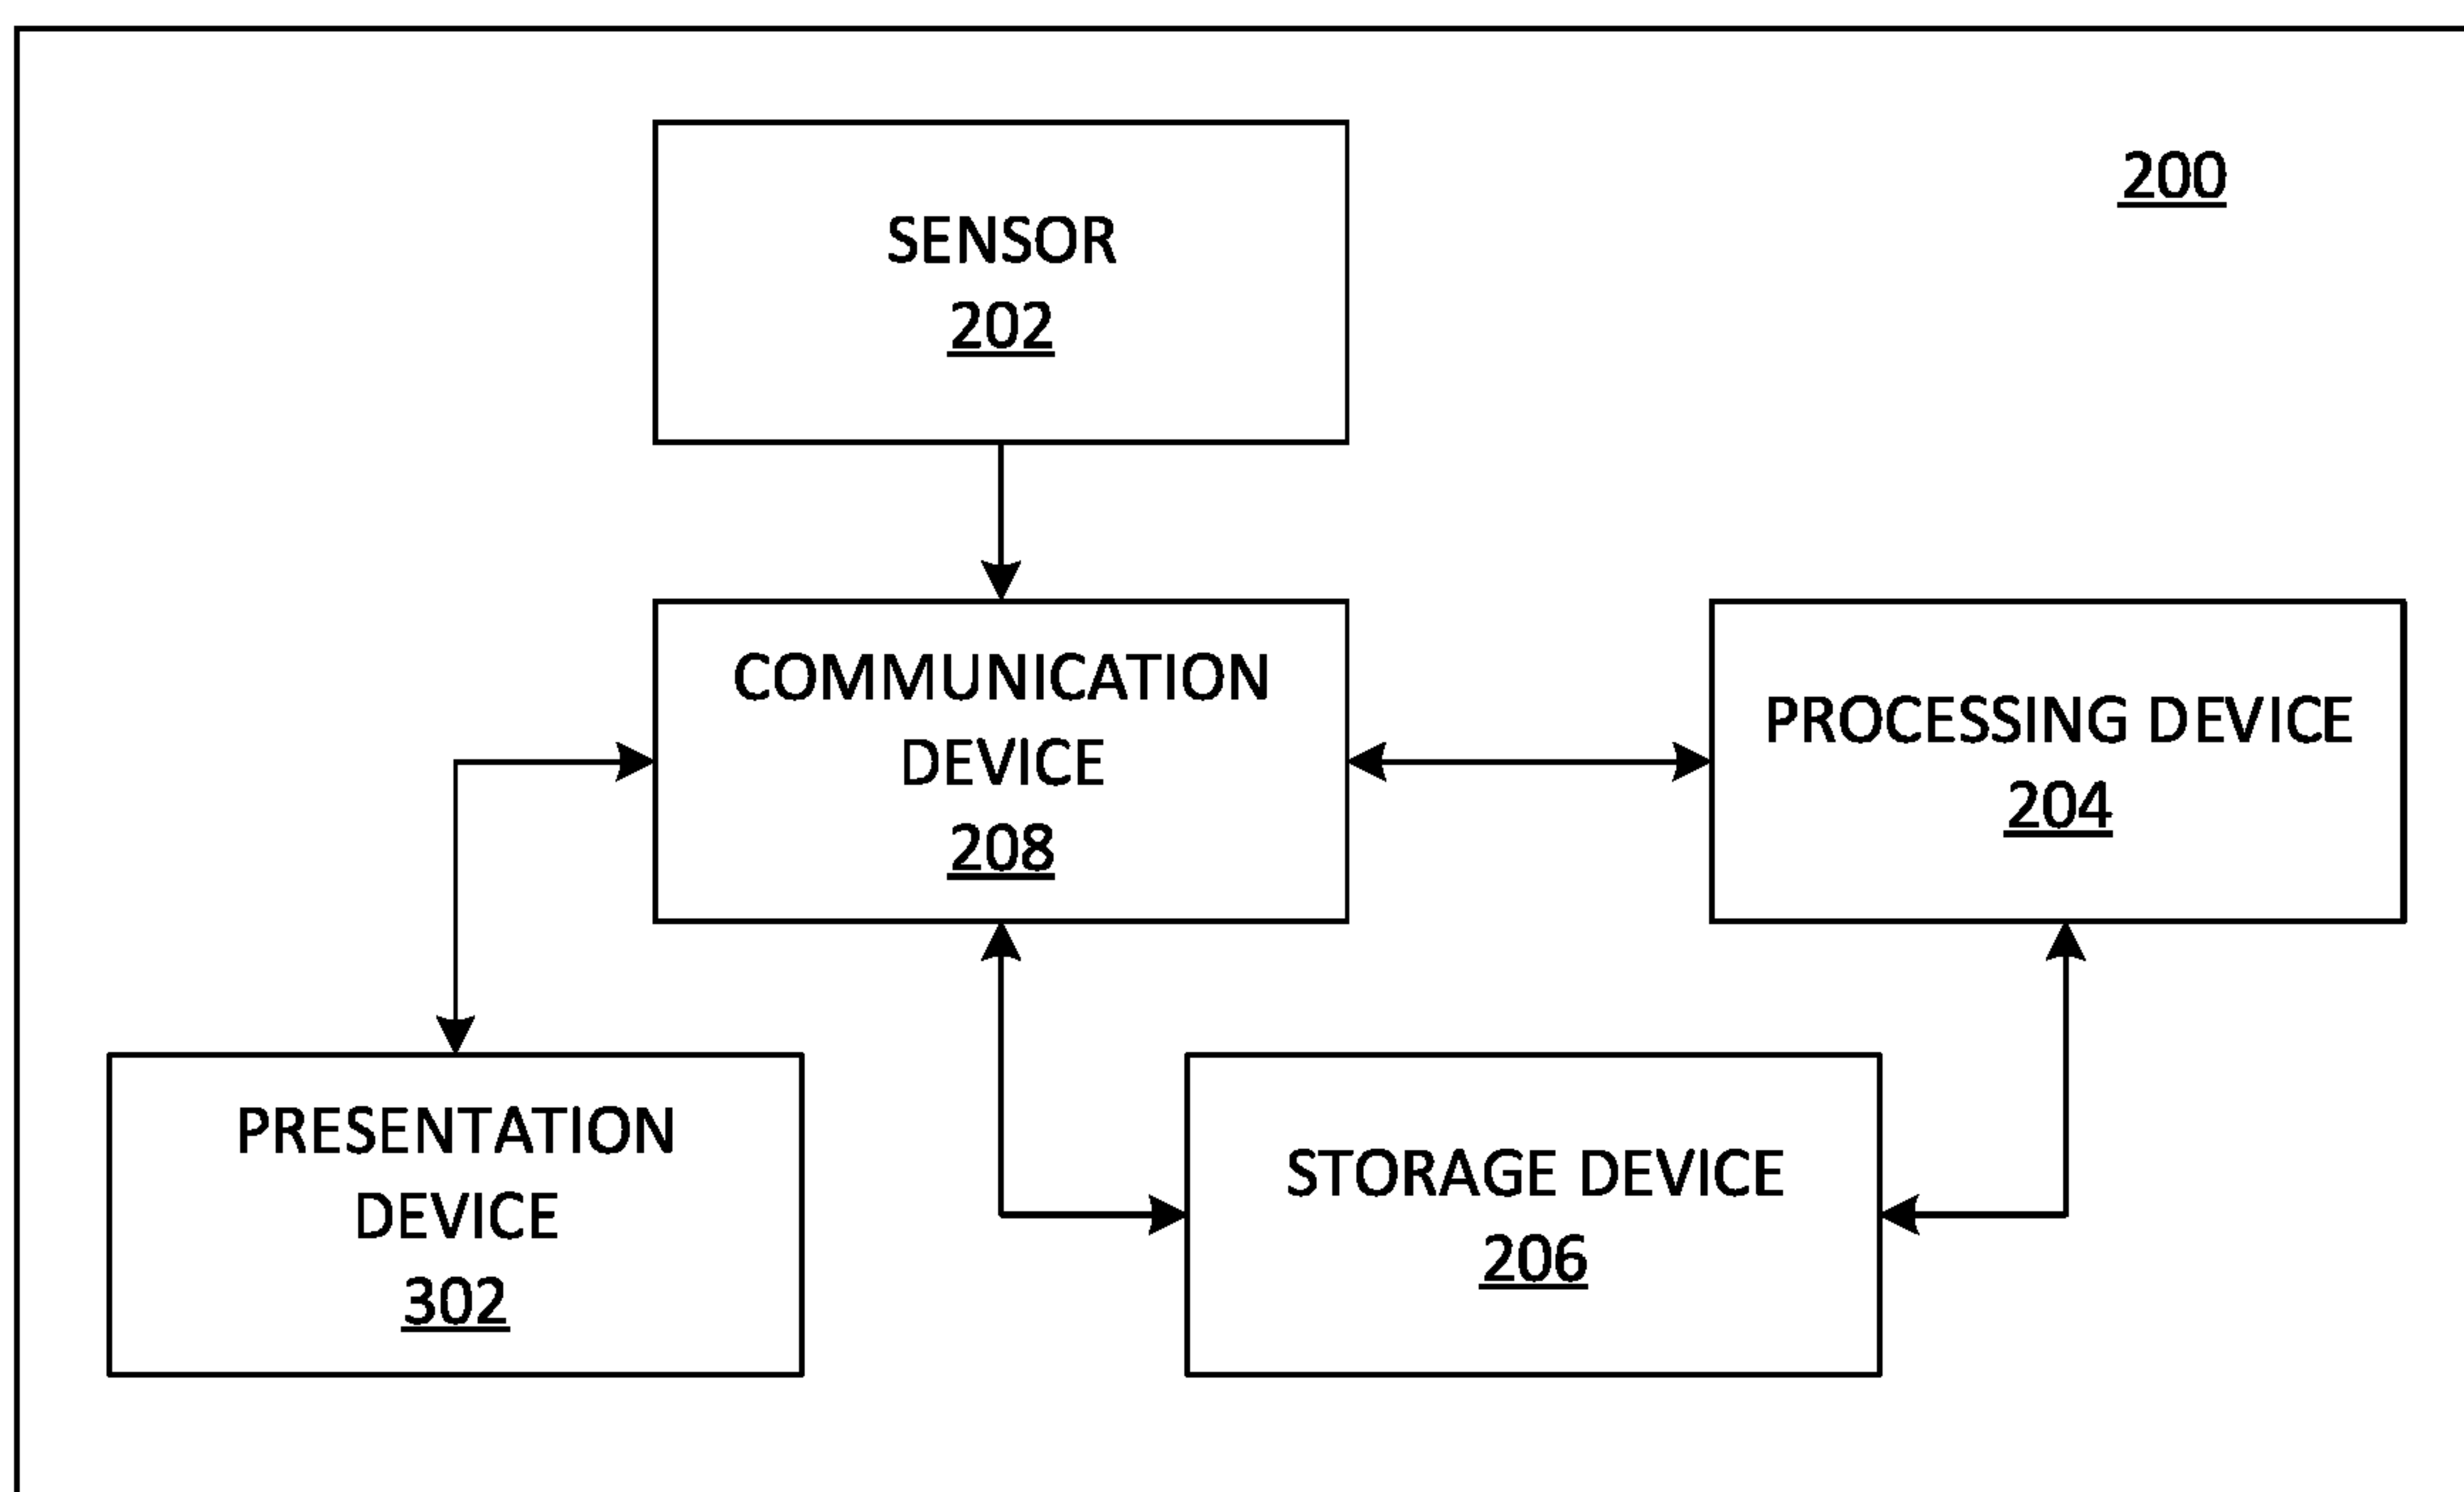 200
SENSOR
202
COMMUNICATION
DEVICE
208
PROCESSING DEVICE
204
PRESENTATION
DEVICE
302
STORAGE DEVICE
206